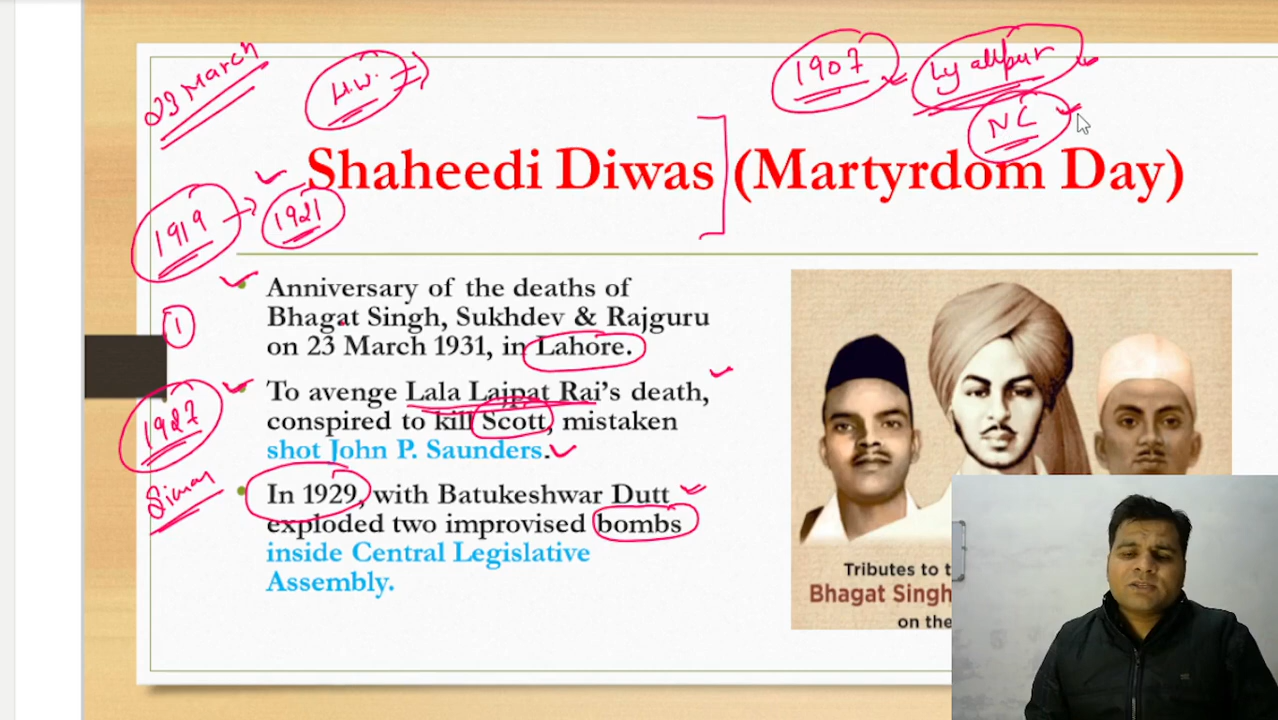 23 March
H.W.
1907
Lyallpur
NC
Shaheedi Diwas (Martyrdom Day)
1919
1921
Anniversary of the deaths of
Bhagat Singh, Sukhdev & Rajguru
on 23 March 1931, in Lahore.
1
To avenge Lala Lajpat Rai's death,
conspired to kill Scott, mistaken
shot John P. Saunders.
1927
Simon
In 1929, with Batukeshwar Dutt
exploded two improvised bombs
inside Central Legislative
Assembly.
Tributes to t
Bhagat Singh
on the